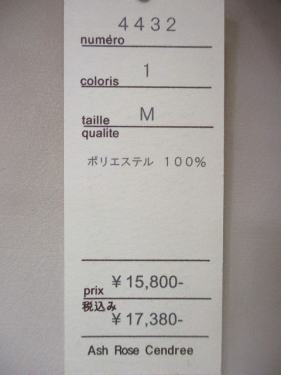 4432
numéro
coloris 1
taille M
qualite
ポリエステル 100%
prix ¥15,800-
税込み
¥17,380-
Ash Rose Cendree